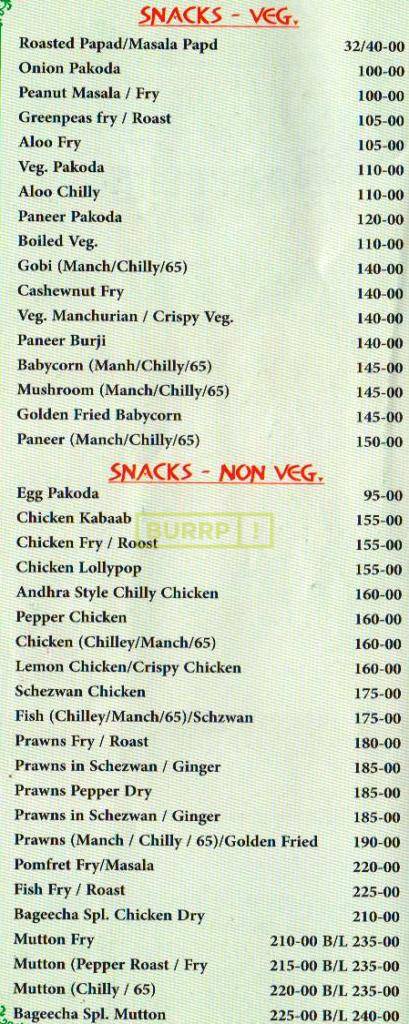 SNACKS - VEG.
Roasted Papad/Masala Papd 32/40-00
Onion Pakoda 100-00
Peanut Masala / Fry 100-00
Greenpeas fry / Roast 105-00
Aloo Fry 105-00
Veg. Pakoda 110-00
Aloo Chilly 110-00
Paneer Pakoda 120-00
Boiled Veg. 110-00
Gobi (Manch/Chilly/65) 140-00
Cashewnut Fry 140-00
Veg. Manchurian / Crispy Veg. 140-00
Paneer Burji 140-00
Babycorn (Manh/Chilly/65) 145-00
Mushroom (Manch/Chilly/65) 145-00
Golden Fried Babycorn 145-00
Paneer (Manch/Chilly/65) 150-00
SNACKS - NON VEG.
Egg Pakoda 95-00
Chicken Kabaab 155-00
BURRP!
Chicken Fry / Roost 155-00
Chicken Lollypop 155-00
Andhra Style Chilly Chicken 160-00
Pepper Chicken 160-00
Chicken (Chilley/Manch/65) 160-00
Lemon Chicken/Crispy Chicken 160-00
Schezwan Chicken 175-00
Fish (Chilley/Manch/65)/Schzwan 175-00
Prawns Fry / Roast 180-00
Prawns in Schezwan / Ginger 185-00
Prawns Pepper Dry 185-00
Prawns in Schezwan / Ginger 185-00
Prawns (Manch / Chilly / 65)/Golden Fried 190-00
Pomfret Fry/Masala 220-00
Fish Fry / Roast 225-00
Bageecha Spl. Chicken Dry 210-00
Mutton Fry 210-00 B/L 235-00
Mutton (Pepper Roast / Fry 215-00 B/L 235-00
Mutton (Chilly / 65) 220-00 B/L 235-00
Bageecha Spl. Mutton 225-00 B/L 240-00